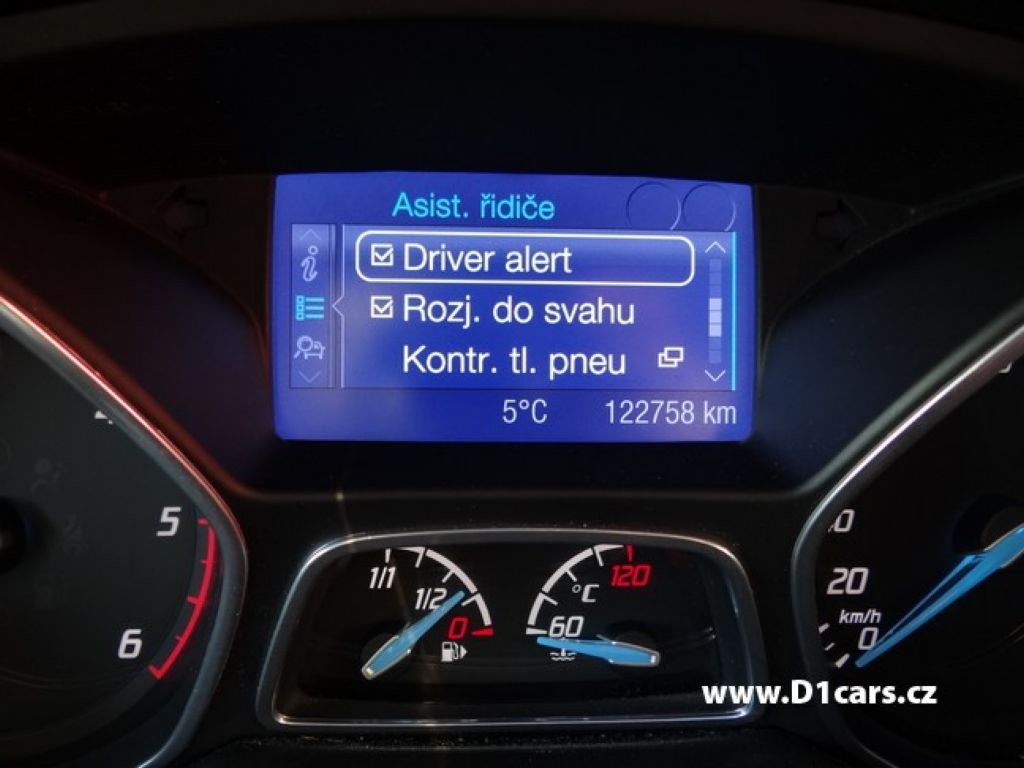 Asist. řidiče
Driver alert
Rozj. do svahu
Kontr. tl. pneu
5°C 122758 km
5
6
1/1
1/2
0
°C
120
60
20
km/h
0
www.D1cars.cz